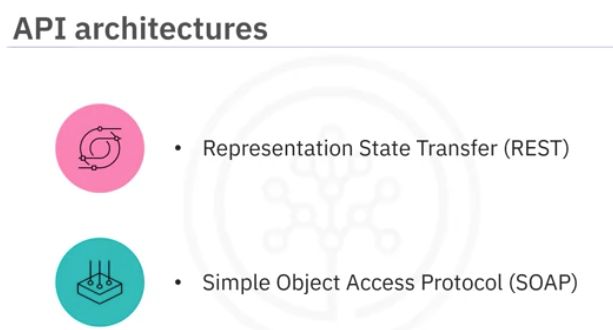 API architectures
• Representation State Transfer (REST)
• Simple Object Access Protocol (SOAP)